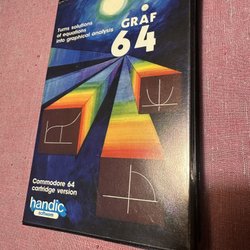 Turns solutions
of equations
into graphical analysis
GRAF
64
Commodore 64
cartridge version
handic
software